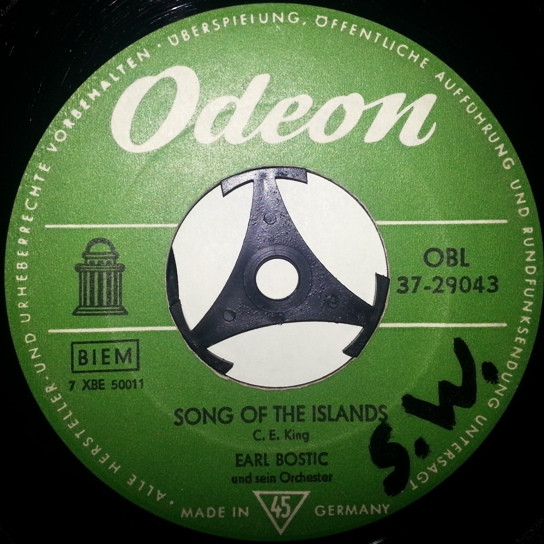 · ALLE HERSTELLER- UND URHEBERRECHTE VORBEHALTEN · ÜBERSPIELUNG, ÖFFENTLICHE AUFFÜHRUNG UND RUNDFUNKSENDUNG UNTERSAGT
Odeon
OBL
37-29043
BIEM
7 XBE 50011
SONG OF THE ISLANDS
C. E. King
EARL BOSTIC
und sein Orchester
S.W.
MADE IN 45 GERMANY